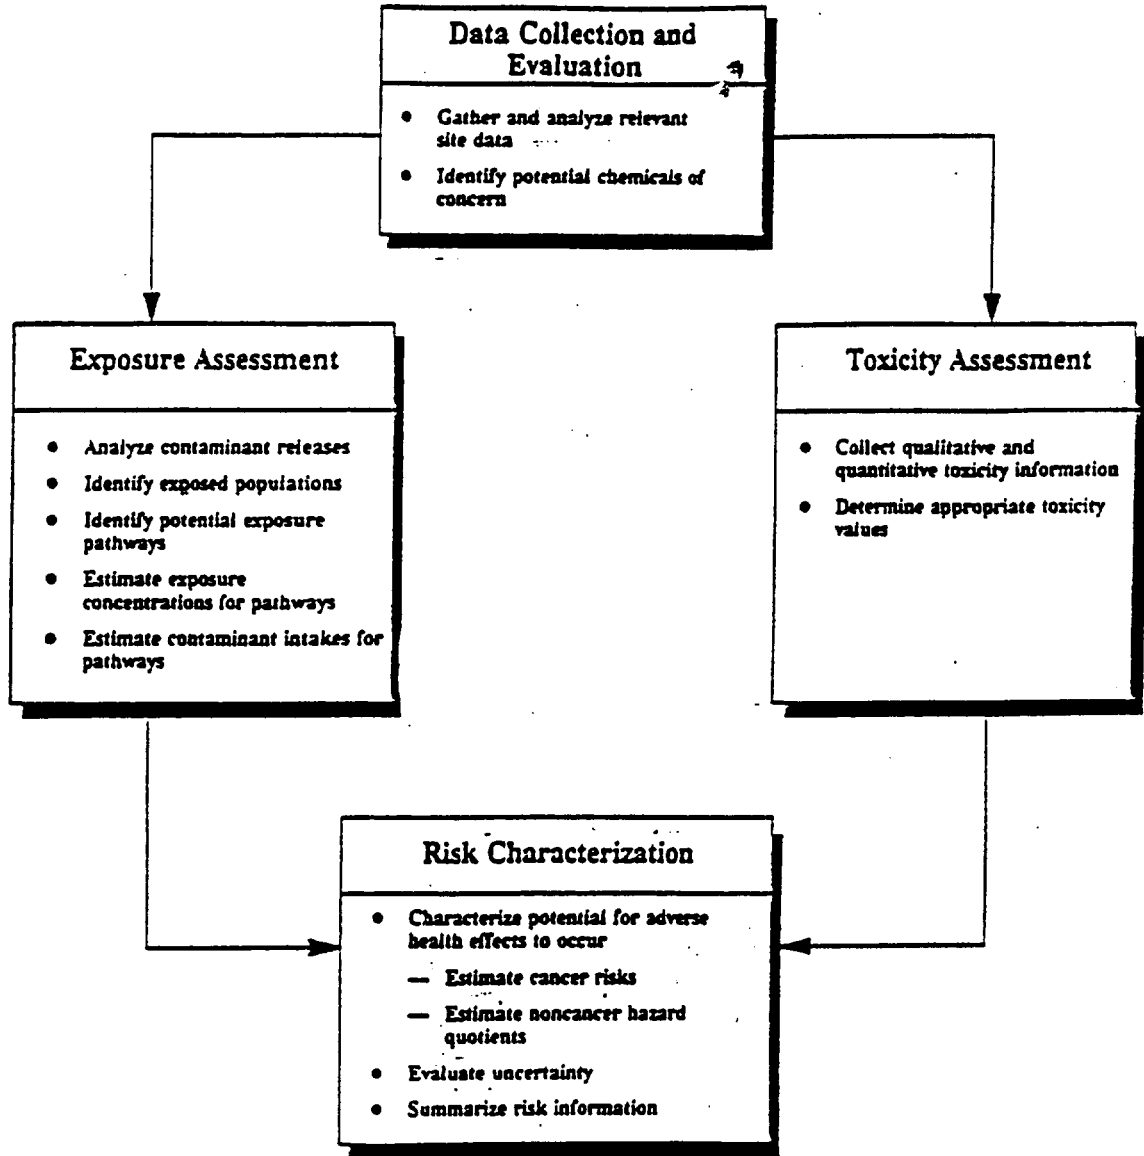 Data Collection and
Evaluation
● Gather and analyze relevant
site data
● Identify potential chemicals of
concern
Exposure Assessment
● Analyze contaminant releases
● Identify exposed populations
● Identify potential exposure
pathways
● Estimate exposure
concentrations for pathways
● Estimate contaminant intakes for
pathways
Toxicity Assessment
● Collect qualitative and
quantitative toxicity information
● Determine appropriate toxicity
values
Risk Characterization
● Characterize potential for adverse
health effects to occur
— Estimate cancer risks
— Estimate noncancer hazard
quotients
● Evaluate uncertainty
● Summarize risk information